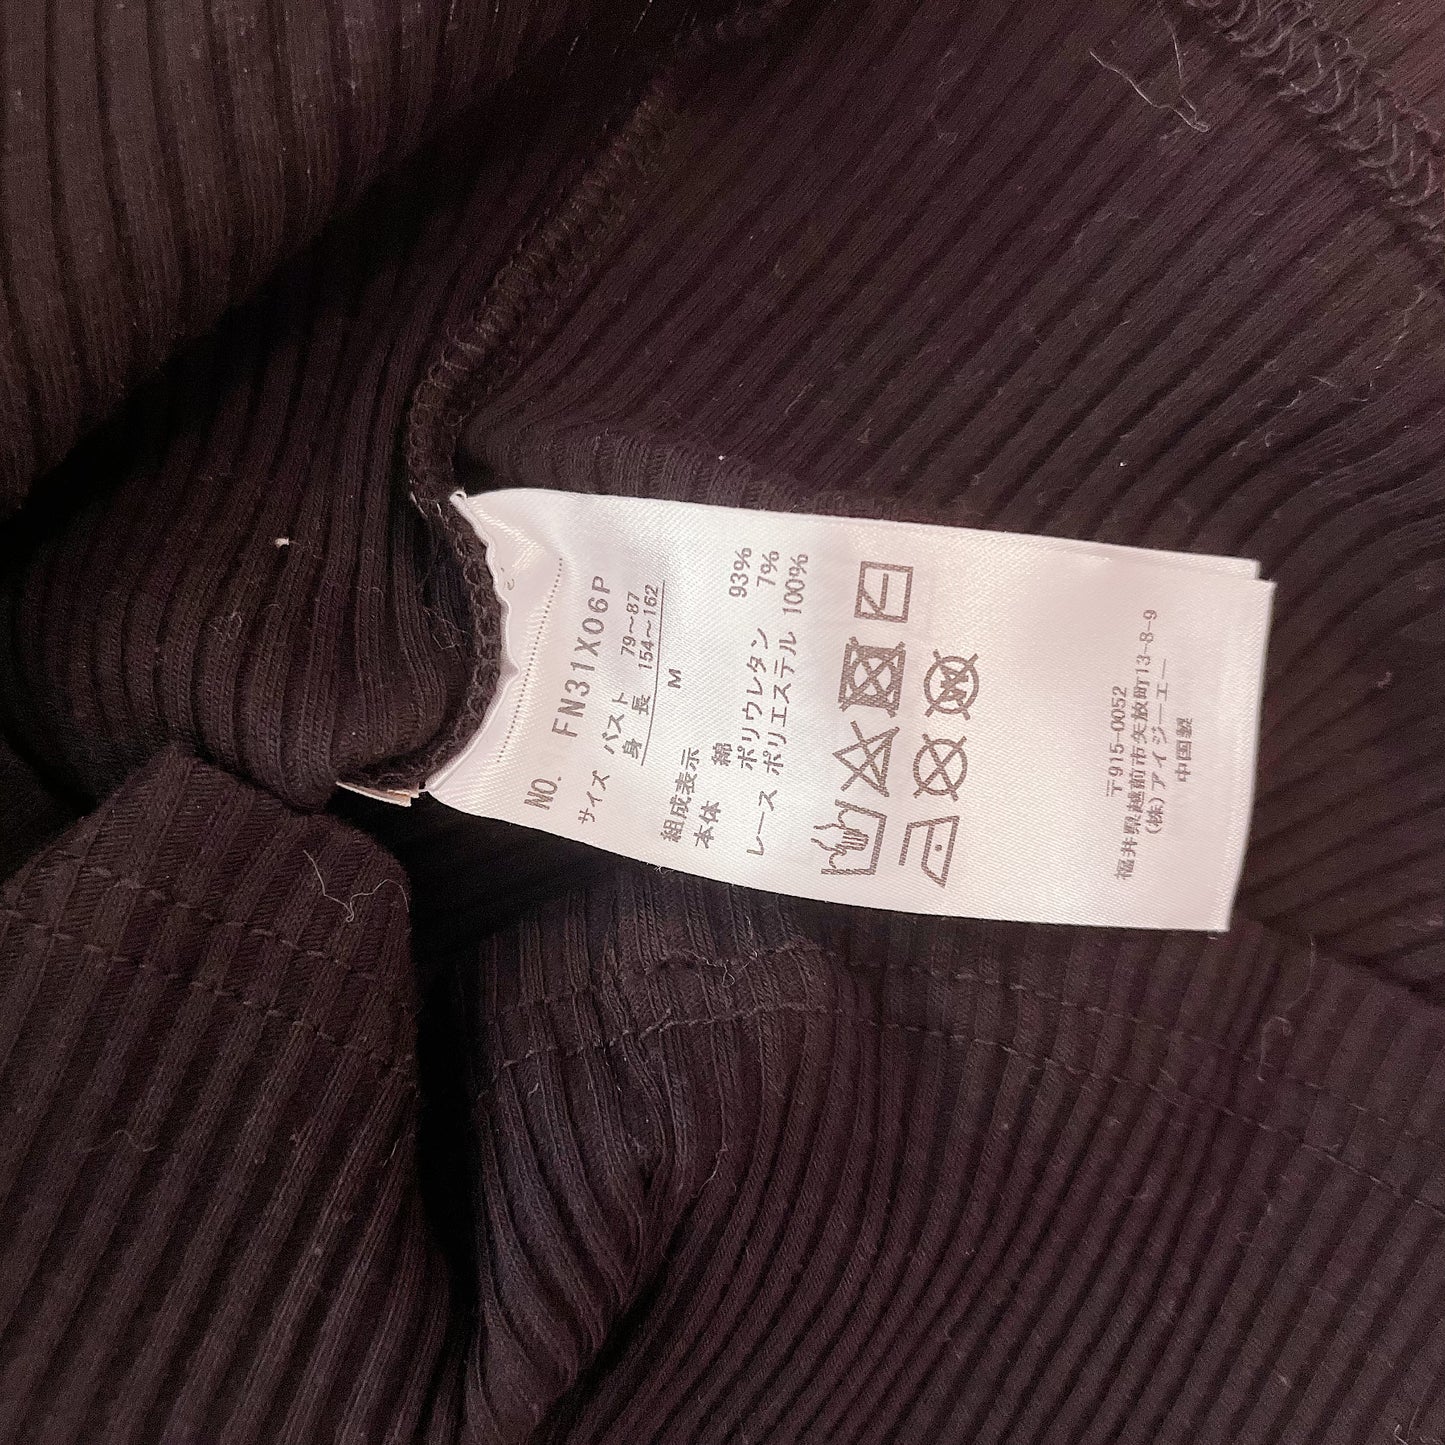 NO. FN31X06P
サイズ バスト 79～87
身 長 154～162
M
組成表示
本体 綿 93%
ポリウレタン 7%
レース ポリエステル 100%
W
〒915-0052
福井県越前市矢放町13-8-9
(株)アイジーエー
中国製